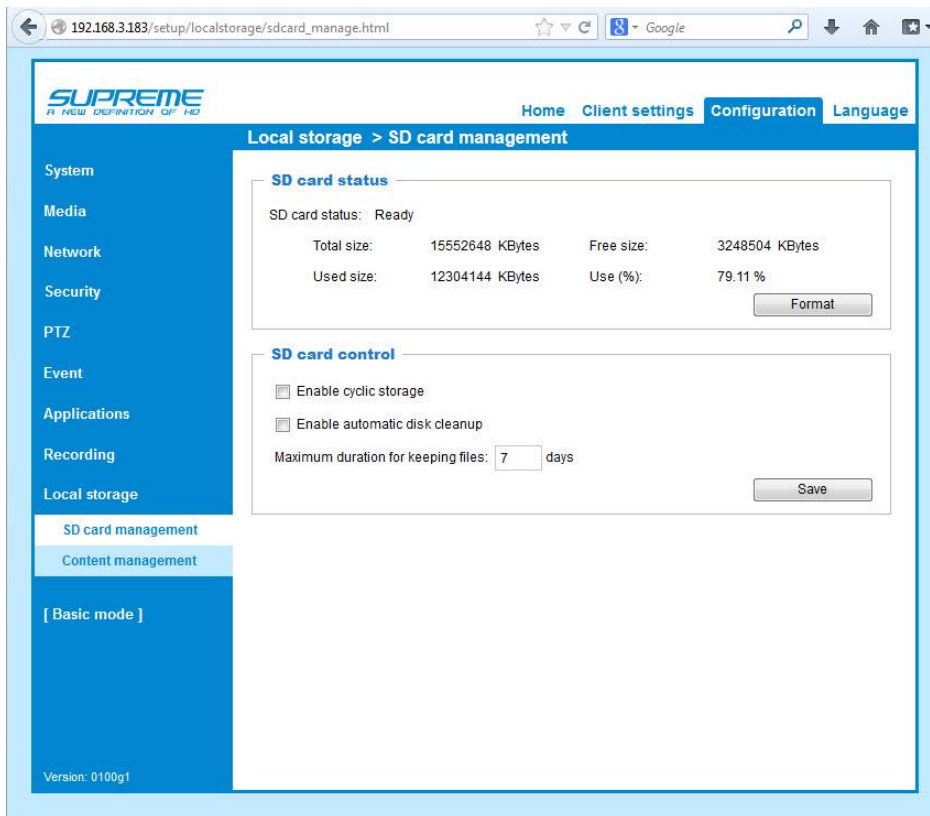 192.168.3.183/setup/localstorage/sdcard_manage.html
8 Google
SUPREME
A NEW DEFINITION OF HD
Home Client settings Configuration Language
Local storage > SD card management
System
Media
Network
Security
PTZ
Event
Applications
Recording
Local storage
SD card management
Content management
[ Basic mode ]
Version: 0100g1
SD card status
SD card status: Ready
Total size: 15552648 KBytes Free size: 3248504 KBytes
Used size: 12304144 KBytes Use (%): 79.11 %
Format
SD card control
Enable cyclic storage
Enable automatic disk cleanup
Maximum duration for keeping files: 7 days
Save